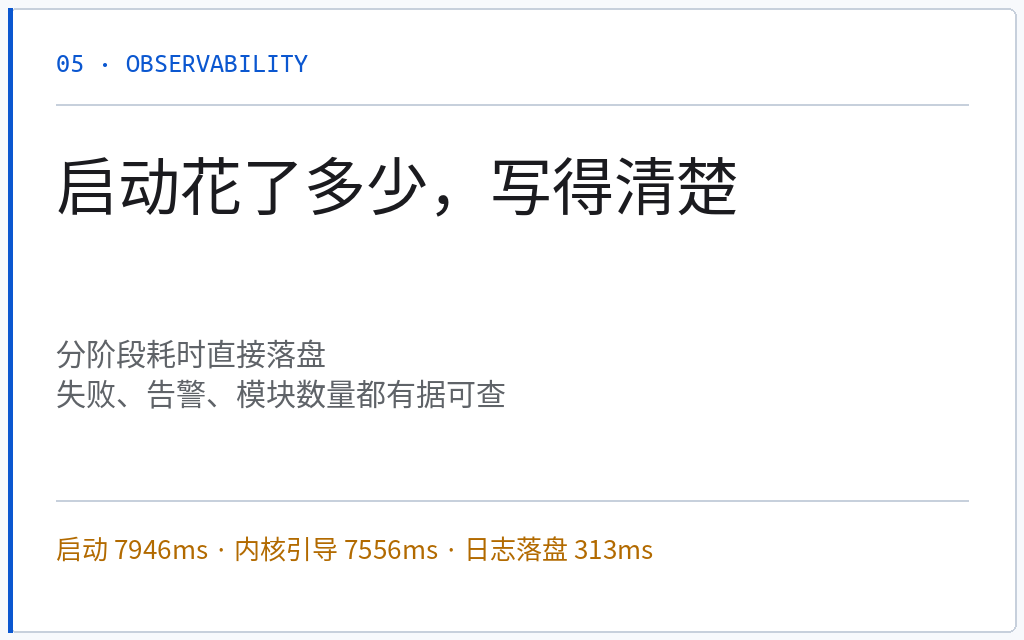 05 · OBSERVABILITY
启动花了多少，写得清楚
分阶段耗时直接落盘
失败、告警、模块数量都有据可查
启动 7946ms · 内核引导 7556ms · 日志落盘 313ms